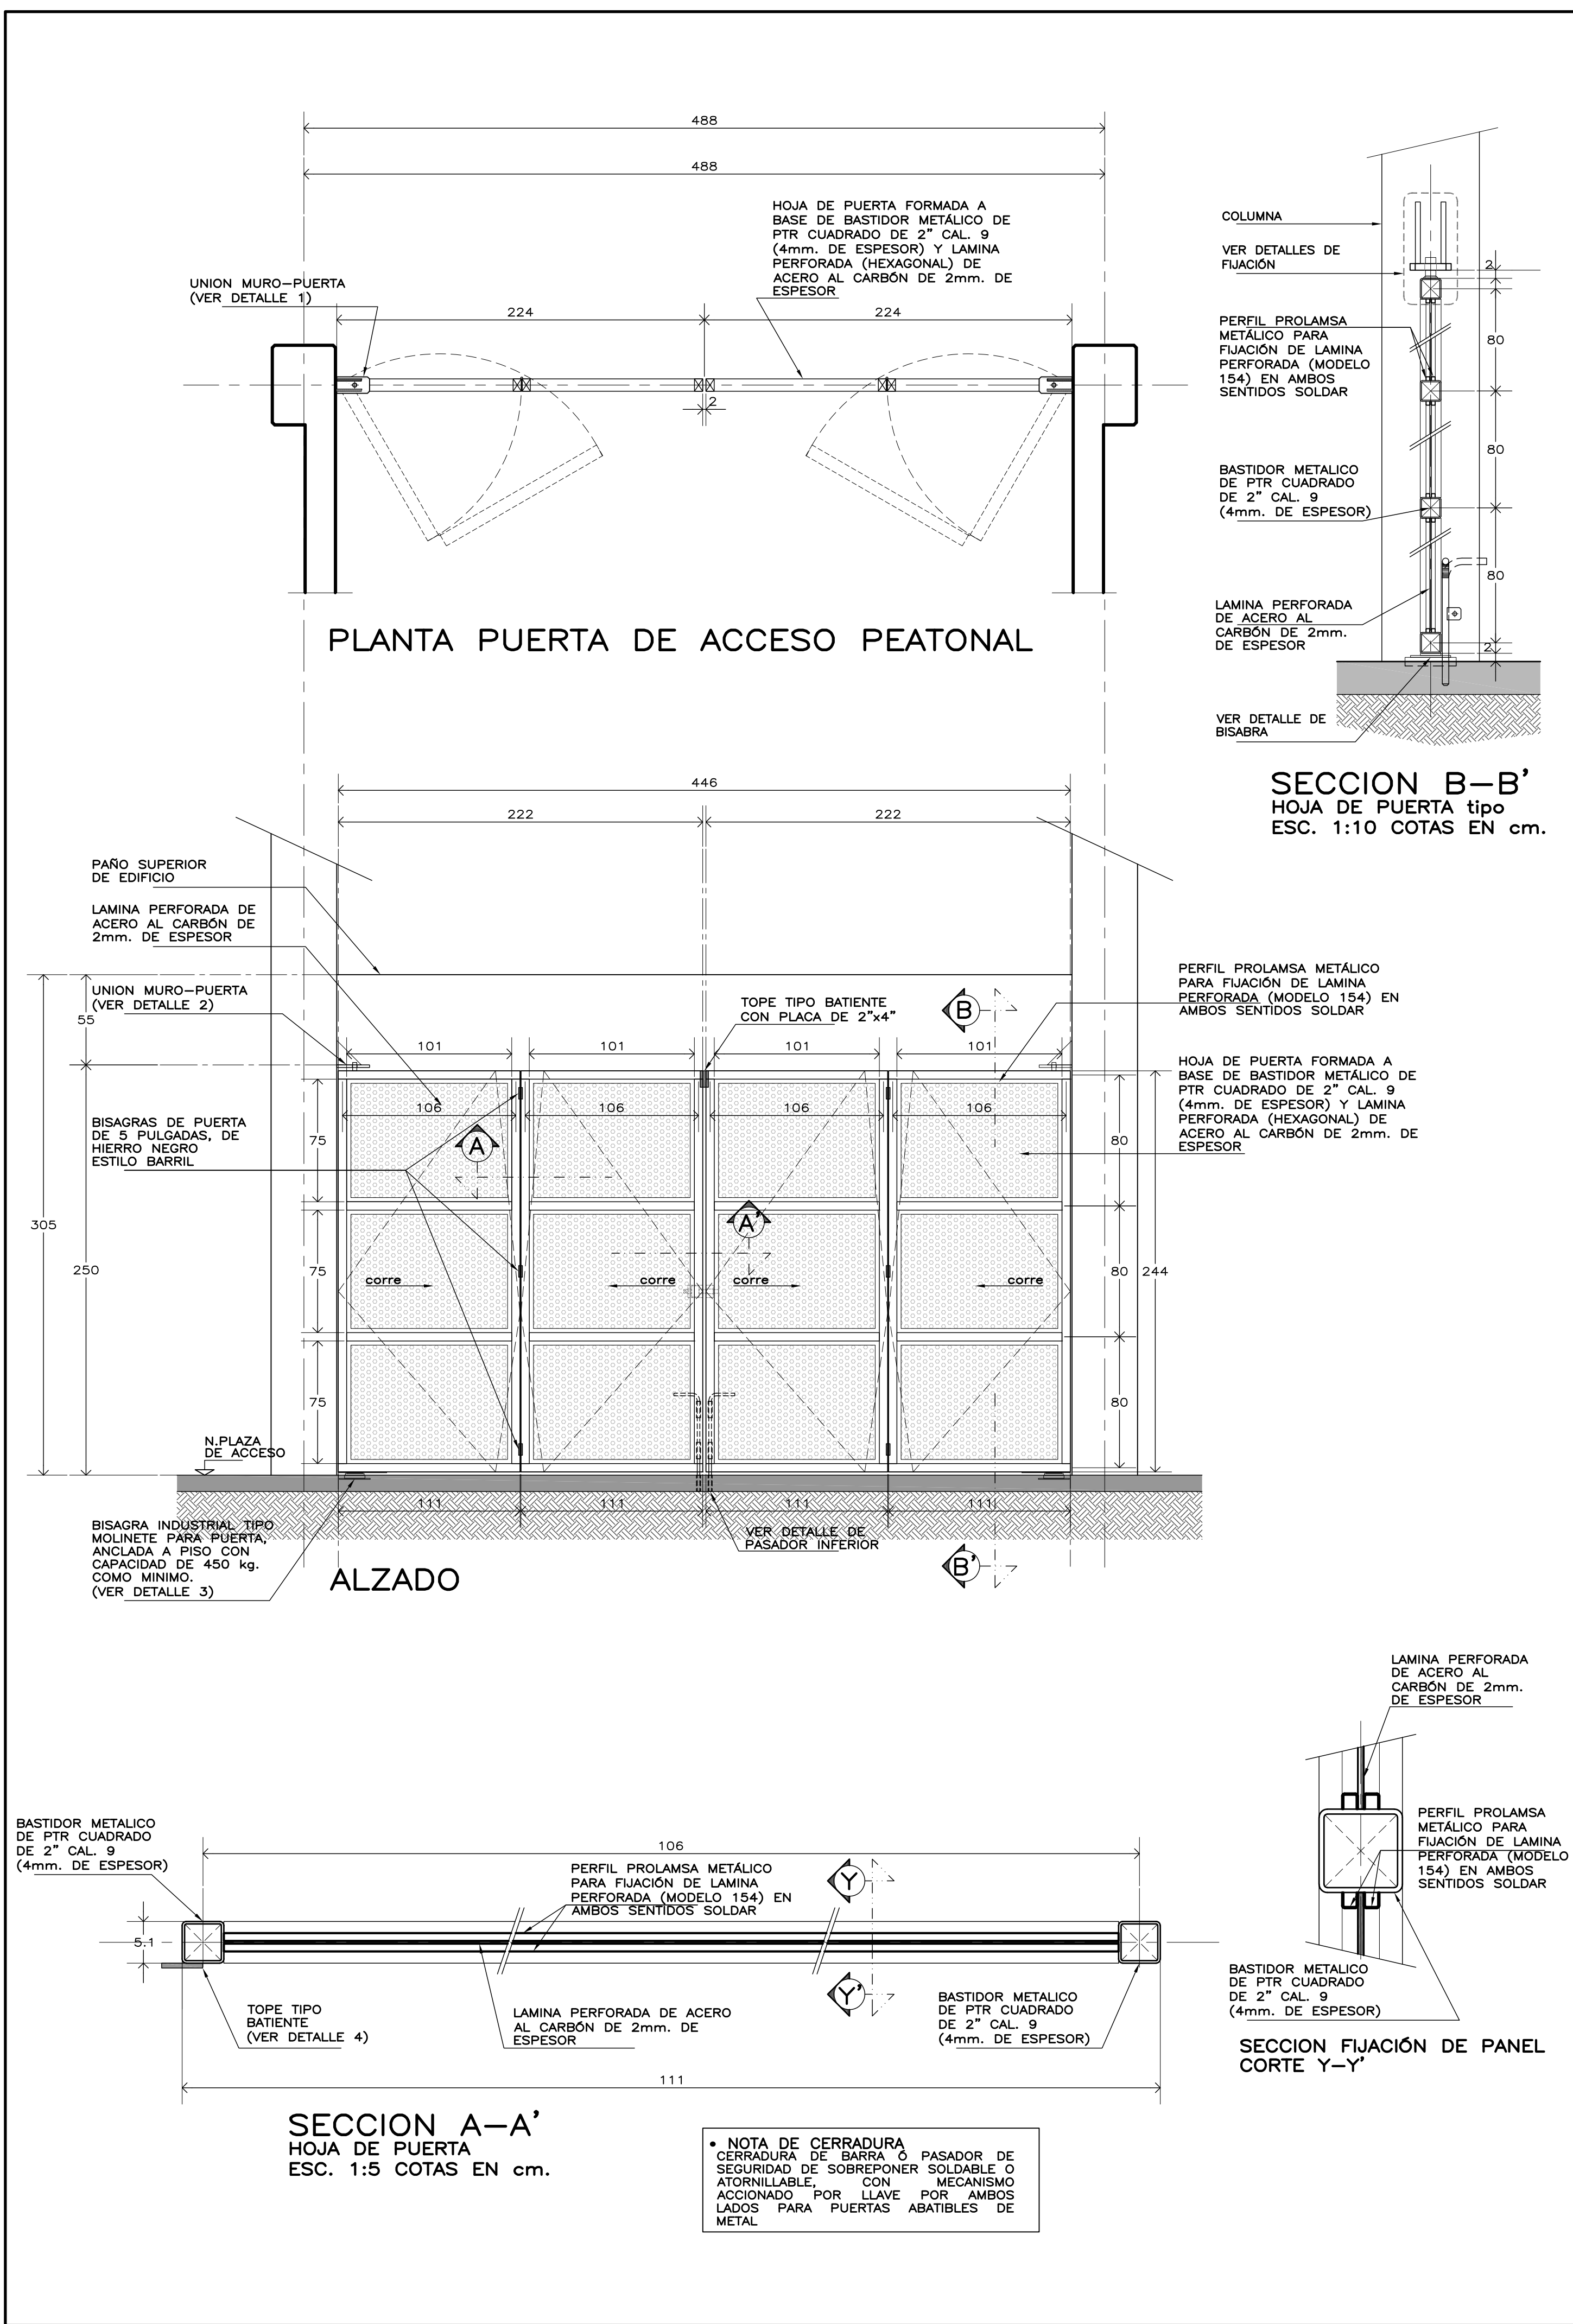 488
488
HOJA DE PUERTA FORMADA A
BASE DE BASTIDOR METÁLICO DE
PTR CUADRADO DE 2” CAL. 9
(4mm. DE ESPESOR) Y LAMINA
PERFORADA (HEXAGONAL) DE
ACERO AL CARBÓN DE 2mm. DE
ESPESOR
UNION MURO-PUERTA
(VER DETALLE 1)
224
224
2
PLANTA PUERTA DE ACCESO PEATONAL
COLUMNA
VER DETALLES DE
FIJACIÓN
PERFIL PROLAMSA
METÁLICO PARA
FIJACIÓN DE LAMINA
PERFORADA (MODELO
154) EN AMBOS
SENTIDOS SOLDAR
BASTIDOR METALICO
DE PTR CUADRADO
DE 2” CAL. 9
(4mm. DE ESPESOR)
LAMINA PERFORADA
DE ACERO AL
CARBÓN DE 2mm.
DE ESPESOR
VER DETALLE DE
BISABRA
2
80
80
80
2
SECCION B-B’
HOJA DE PUERTA tipo
ESC. 1:10 COTAS EN cm.
446
222
222
PAÑO SUPERIOR
DE EDIFICIO
LAMINA PERFORADA DE
ACERO AL CARBÓN DE
2mm. DE ESPESOR
UNION MURO-PUERTA
(VER DETALLE 2)
55
BISAGRAS DE PUERTA
DE 5 PULGADAS, DE
HIERRO NEGRO
ESTILO BARRIL
305
250
TOPE TIPO BATIENTE
CON PLACA DE 2”x4”
B
PERFIL PROLAMSA METÁLICO
PARA FIJACIÓN DE LAMINA
PERFORADA (MODELO 154) EN
AMBOS SENTIDOS SOLDAR
HOJA DE PUERTA FORMADA A
BASE DE BASTIDOR METÁLICO DE
PTR CUADRADO DE 2” CAL. 9
(4mm. DE ESPESOR) Y LAMINA
PERFORADA (HEXAGONAL) DE
ACERO AL CARBÓN DE 2mm. DE
ESPESOR
101
101
101
101
106
106
106
106
75
A
80
A’
75
corre
corre
corre
corre
80
244
75
80
N.PLAZA
DE ACCESO
111
111
111
111
BISAGRA INDUSTRIAL TIPO
MOLINETE PARA PUERTA,
ANCLADA A PISO CON
CAPACIDAD DE 450 kg.
COMO MINIMO.
(VER DETALLE 3)
VER DETALLE DE
PASADOR INFERIOR
B’
ALZADO
LAMINA PERFORADA
DE ACERO AL
CARBÓN DE 2mm.
DE ESPESOR
PERFIL PROLAMSA
METÁLICO PARA
FIJACIÓN DE LAMINA
PERFORADA (MODELO
154) EN AMBOS
SENTIDOS SOLDAR
BASTIDOR METALICO
DE PTR CUADRADO
DE 2” CAL. 9
(4mm. DE ESPESOR)
SECCION FIJACIÓN DE PANEL
CORTE Y-Y’
BASTIDOR METALICO
DE PTR CUADRADO
DE 2” CAL. 9
(4mm. DE ESPESOR)
106
PERFIL PROLAMSA METÁLICO
PARA FIJACIÓN DE LAMINA
PERFORADA (MODELO 154) EN
AMBOS SENTIDOS SOLDAR
Y
5.1
Y’
TOPE TIPO
BATIENTE
(VER DETALLE 4)
LAMINA PERFORADA DE ACERO
AL CARBÓN DE 2mm. DE
ESPESOR
BASTIDOR METALICO
DE PTR CUADRADO
DE 2” CAL. 9
(4mm. DE ESPESOR)
111
SECCION A-A’
HOJA DE PUERTA
ESC. 1:5 COTAS EN cm.
• NOTA DE CERRADURA
CERRADURA DE BARRA Ó PASADOR DE
SEGURIDAD DE SOBREPONER SOLDABLE O
ATORNILLABLE, CON MECANISMO
ACCIONADO POR LLAVE POR AMBOS
LADOS PARA PUERTAS ABATIBLES DE
METAL